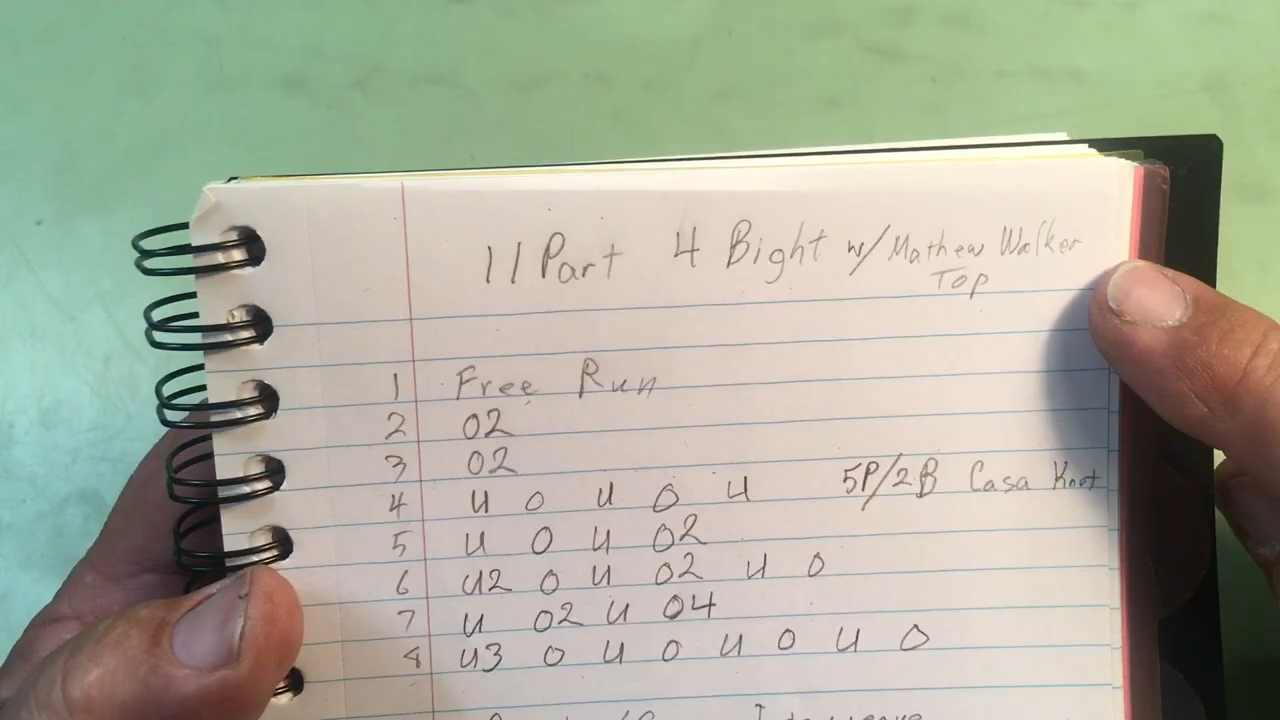 11 Part 4 Bight w/ Mathew Walker
Top
1 Free Run
2 O2
3 O2
4 u o u o u 5P/2B Casa Knot
5 u o u o2
6 u2 o u o2 u o
7 u o2 u o4
8 u3 o u o u o u o